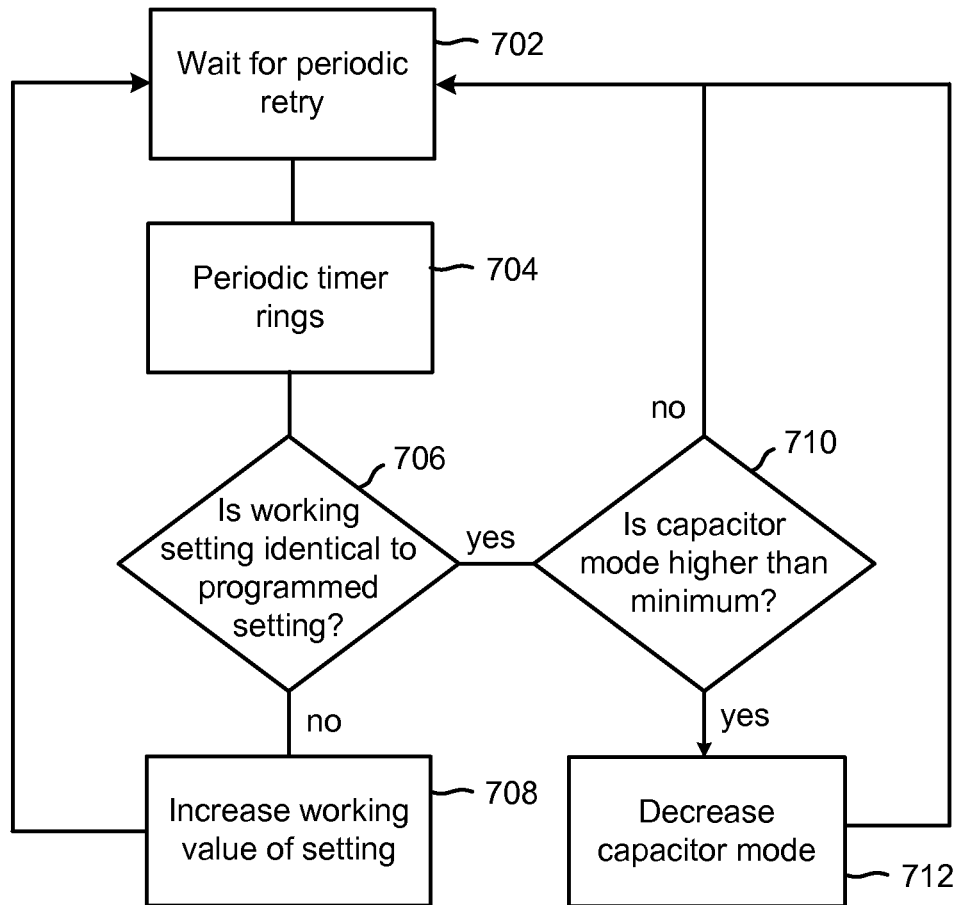 Wait for periodic
retry
702
Periodic timer
rings
704
Is working
setting identical to
programmed
setting?
706
yes
no
Is capacitor
mode higher than
minimum?
710
no
yes
Increase working
value of setting
708
Decrease
capacitor mode
712